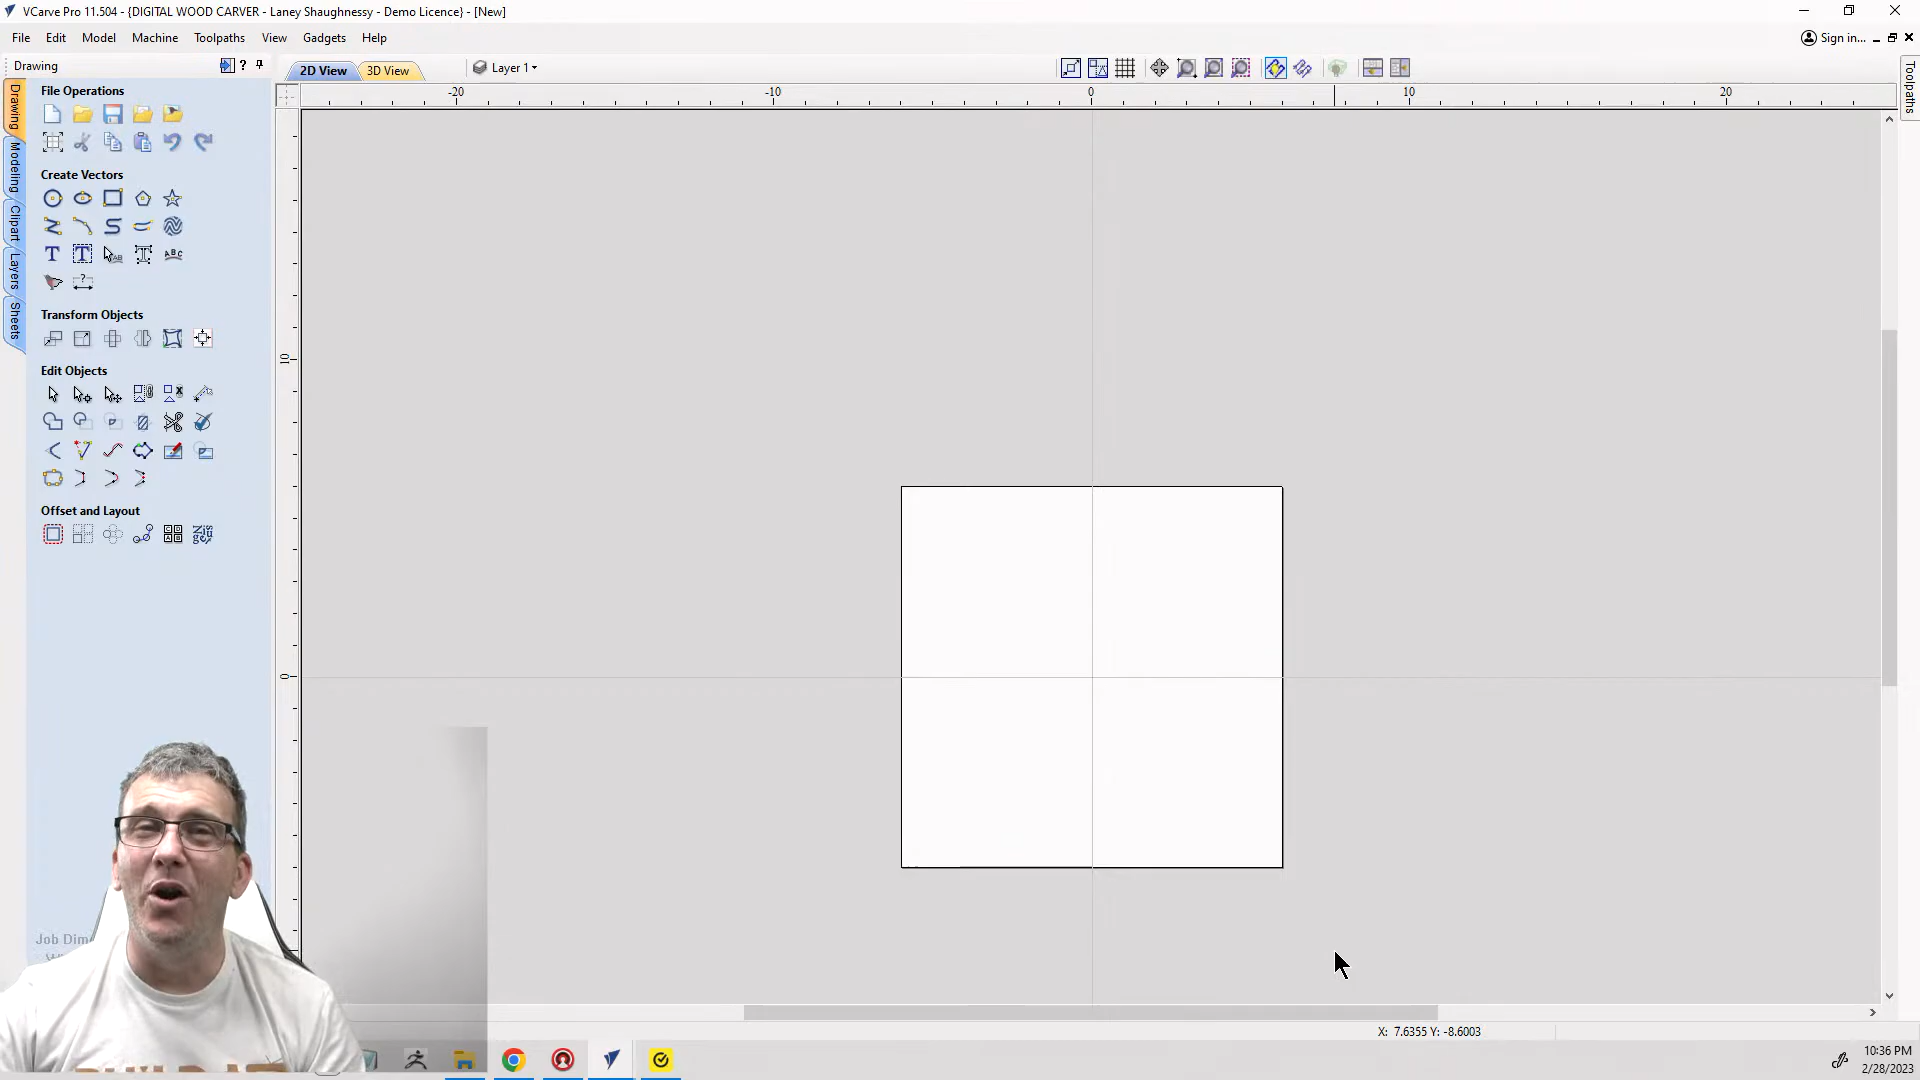 VCarve Pro 11.504 - {DIGITAL WOOD CARVER - Laney Shaughnessy - Demo Licence} - [New]
File Edit Model Machine Toolpaths View Gadgets Help
Sign in...
Drawing
2D View
3D View
Layer 1
Toolpaths
-20 -10 0 10 20
Drawing
Modeling
Clipart
Layers
Sheets
File Operations
Create Vectors
Transform Objects
Edit Objects
Offset and Layout
10
0
Job Dim
X: 7.6355 Y: -8.6003
10:36 PM
2/28/2023